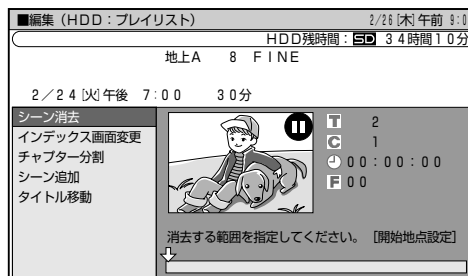 ■編集(HDD:プレイリスト) 2/26[木]午前 9:0
HDD残時間:SD 34時間10分
地上A 8 FINE
2/24[火]午後 7:00 30分
シーン消去
インデックス画面変更
チャプター分割
シーン追加
タイトル移動
T 2
C 1
00:00:00
F 00
消去する範囲を指定してください。 [開始地点設定]